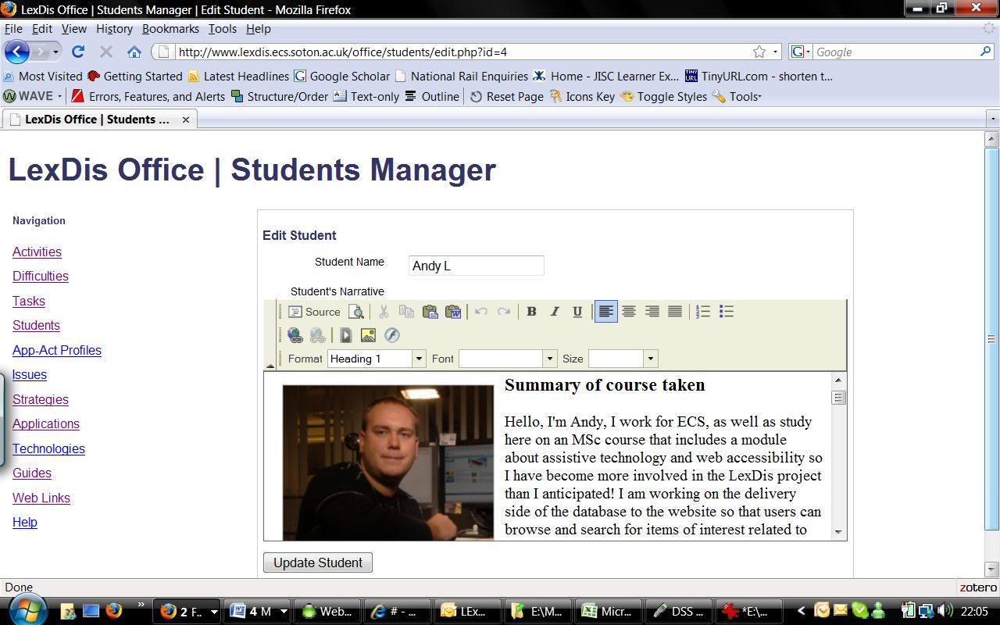 LexDis Office | Students Manager | Edit Student - Mozilla Firefox
File Edit View History Bookmarks Tools Help
http://www.lexdis.ecs.soton.ac.uk/office/students/edit.php?id=4
G Google
Most Visited Getting Started Latest Headlines Google Scholar National Rail Enquiries Home - JISC Learner Ex... TINY URL TinyURL.com - shorten t...
WAVE Errors, Features, and Alerts Structure/Order Text-only Outline Reset Page Icons Key Toggle Styles Tools
LexDis Office | Students ...
LexDis Office | Students Manager
Navigation
Activities
Difficulties
Tasks
Students
App-Act Profiles
Issues
Strategies
Applications
Technologies
Guides
Web Links
Help
Edit Student
Student Name Andy L
Student's Narrative
Source B I U
Format Heading 1 Font Size
Summary of course taken
Hello, I'm Andy, I work for ECS, as well as study
here on an MSc course that includes a module
about assistive technology and web accessibility so
I have become more involved in the LexDis project
than I anticipated! I am working on the delivery
side of the database to the website so that users can
browse and search for items of interest related to
Update Student
Done zotero
» 2 F.. 4 M Web... # - ... LEx... E:\M... Micr... DSS ... *E:\... < 22:05